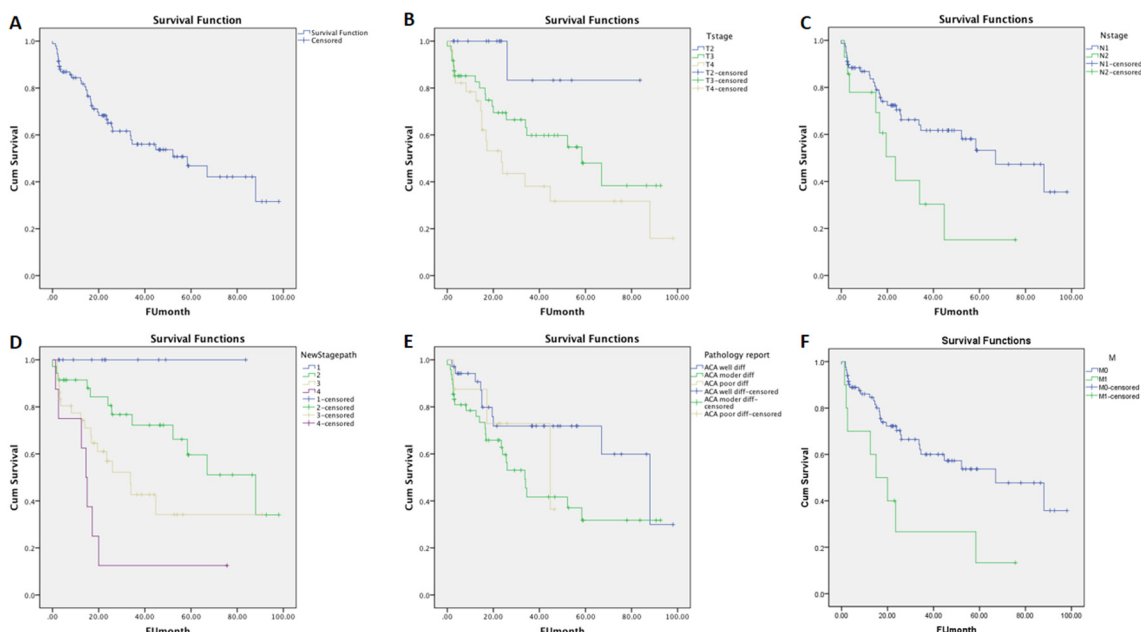 A
Survival Function
Survival Function
Censored
Cum Survival
1.0
0.8
0.6
0.4
0.2
0.0
.00 20.00 40.00 60.00 80.00 100.00
FUmonth
B
Survival Functions
Tstage
T2
T3
T4
T2-censored
T3-censored
T4-censored
Cum Survival
1.0
0.8
0.6
0.4
0.2
0.0
.00 20.00 40.00 60.00 80.00 100.00
FUmonth
C
Survival Functions
Nstage
N1
N2
N1-censored
N2-censored
Cum Survival
1.0
0.8
0.6
0.4
0.2
0.0
.00 20.00 40.00 60.00 80.00 100.00
FUmonth
D
Survival Functions
NewStagepath
1
2
3
4
1-censored
2-censored
3-censored
4-censored
Cum Survival
1.0
0.8
0.6
0.4
0.2
0.0
.00 20.00 40.00 60.00 80.00 100.00
FUmonth
E
Survival Functions
Pathology report
ACA well diff
ACA moder diff
ACA poor diff
ACA well diff-censored
ACA moder diff-
censored
ACA poor diff-censored
Cum Survival
1.0
0.8
0.6
0.4
0.2
0.0
.00 20.00 40.00 60.00 80.00 100.00
FUmonth
F
Survival Functions
M
M0
M1
M0-censored
M1-censored
Cum Survival
1.0
0.8
0.6
0.4
0.2
0.0
.00 20.00 40.00 60.00 80.00 100.00
FUmonth